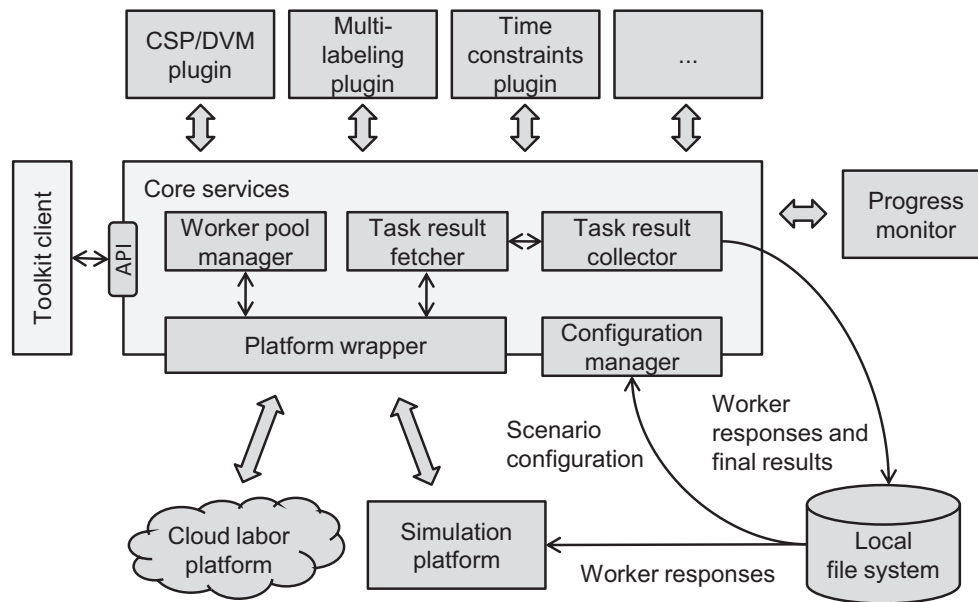 CSP/DVM
plugin
Multi-
labeling
plugin
Time
constraints
plugin
...
Toolkit client
API
Core services
Worker pool
manager
Task result
fetcher
Task result
collector
Progress
monitor
Platform wrapper
Configuration
manager
Scenario
configuration
Worker
responses and
final results
Cloud labor
platform
Simulation
platform
Worker responses
Local
file system